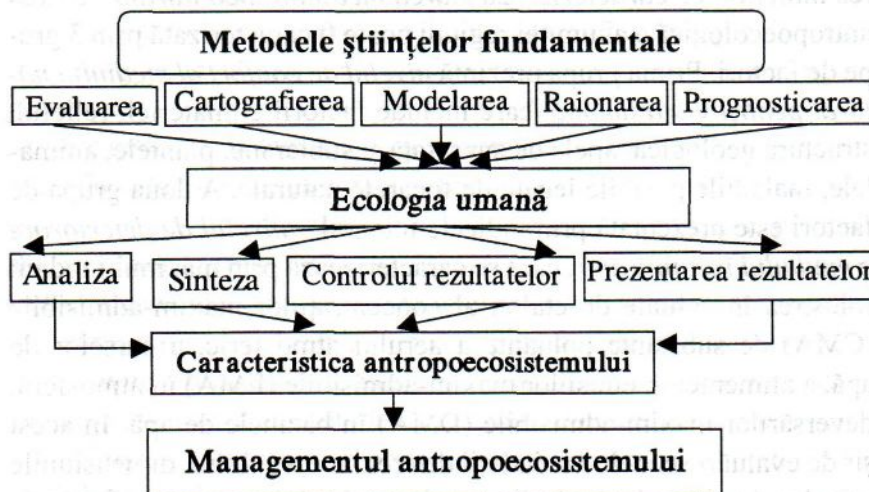 Metodele științelor fundamentale
Evaluarea Cartografierea Modelarea Raionarea Prognosticarea
Ecologia umană
Analiza Sinteza Controlul rezultatelor Prezentarea rezultatelor
Caracteristica antropoecosistemului
Managementul antropoecosistemului